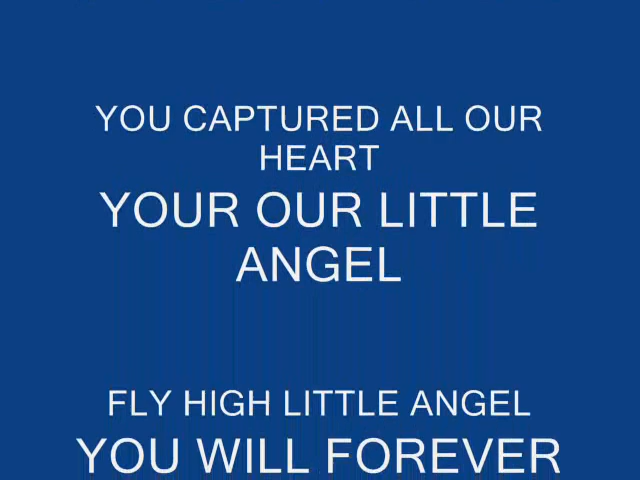 YOU CAPTURED ALL OUR
HEART
YOUR OUR LITTLE
ANGEL
FLY HIGH LITTLE ANGEL
YOU WILL FOREVER